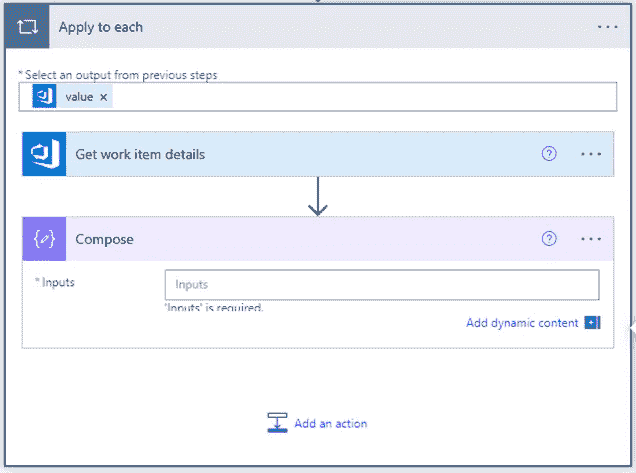 Apply to each
* Select an output from previous steps
value ×
Get work item details
Compose
* Inputs
Inputs
'Inputs' is required.
Add dynamic content
Add an action